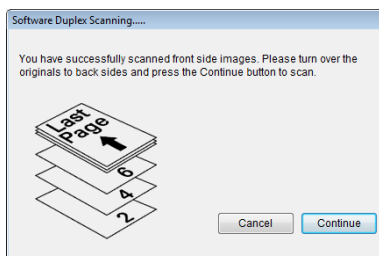 Software Duplex Scanning.....
You have successfully scanned front side images. Please turn over the
originals to back sides and press the Continue button to scan.
Last
Page
6
4
2
Cancel
Continue